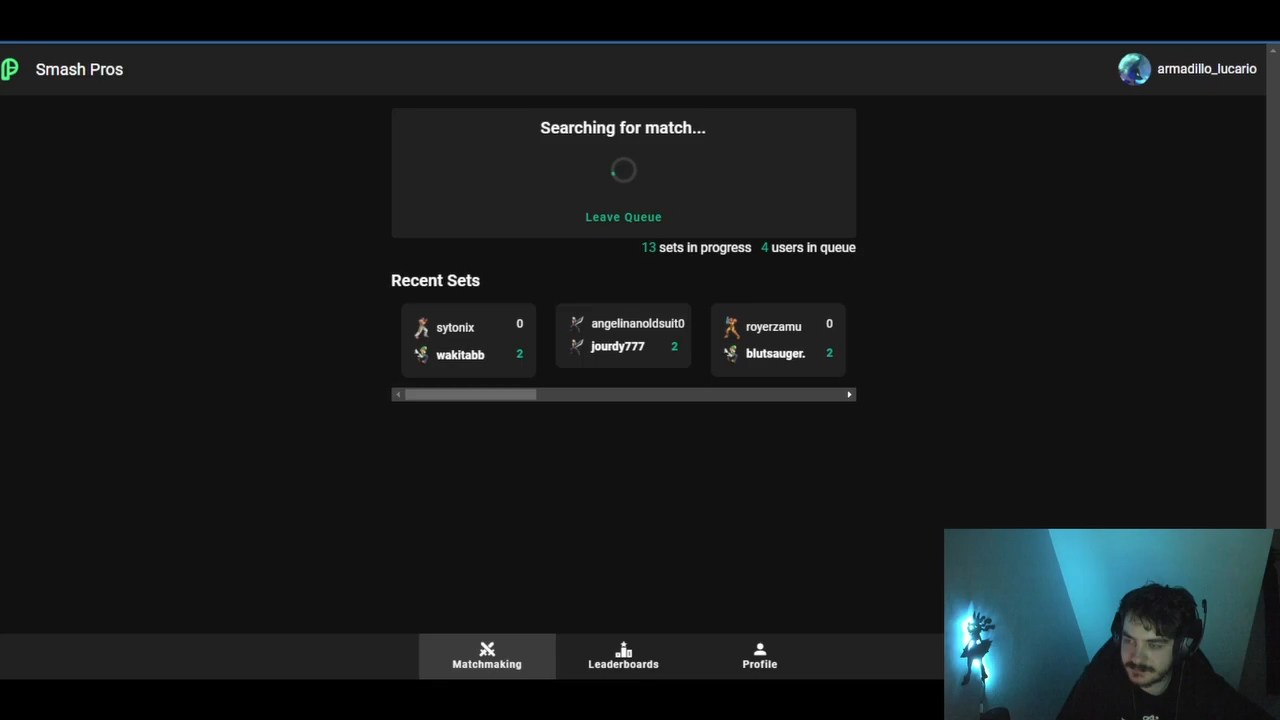 Smash Pros
armadillo_lucario
Searching for match...
Leave Queue
13 sets in progress 4 users in queue
Recent Sets
sytonix 0
wakitabb 2
angelinanoldsuit0
jourdy777 2
royerzamu 0
blutsauger. 2
Matchmaking
Leaderboards
Profile